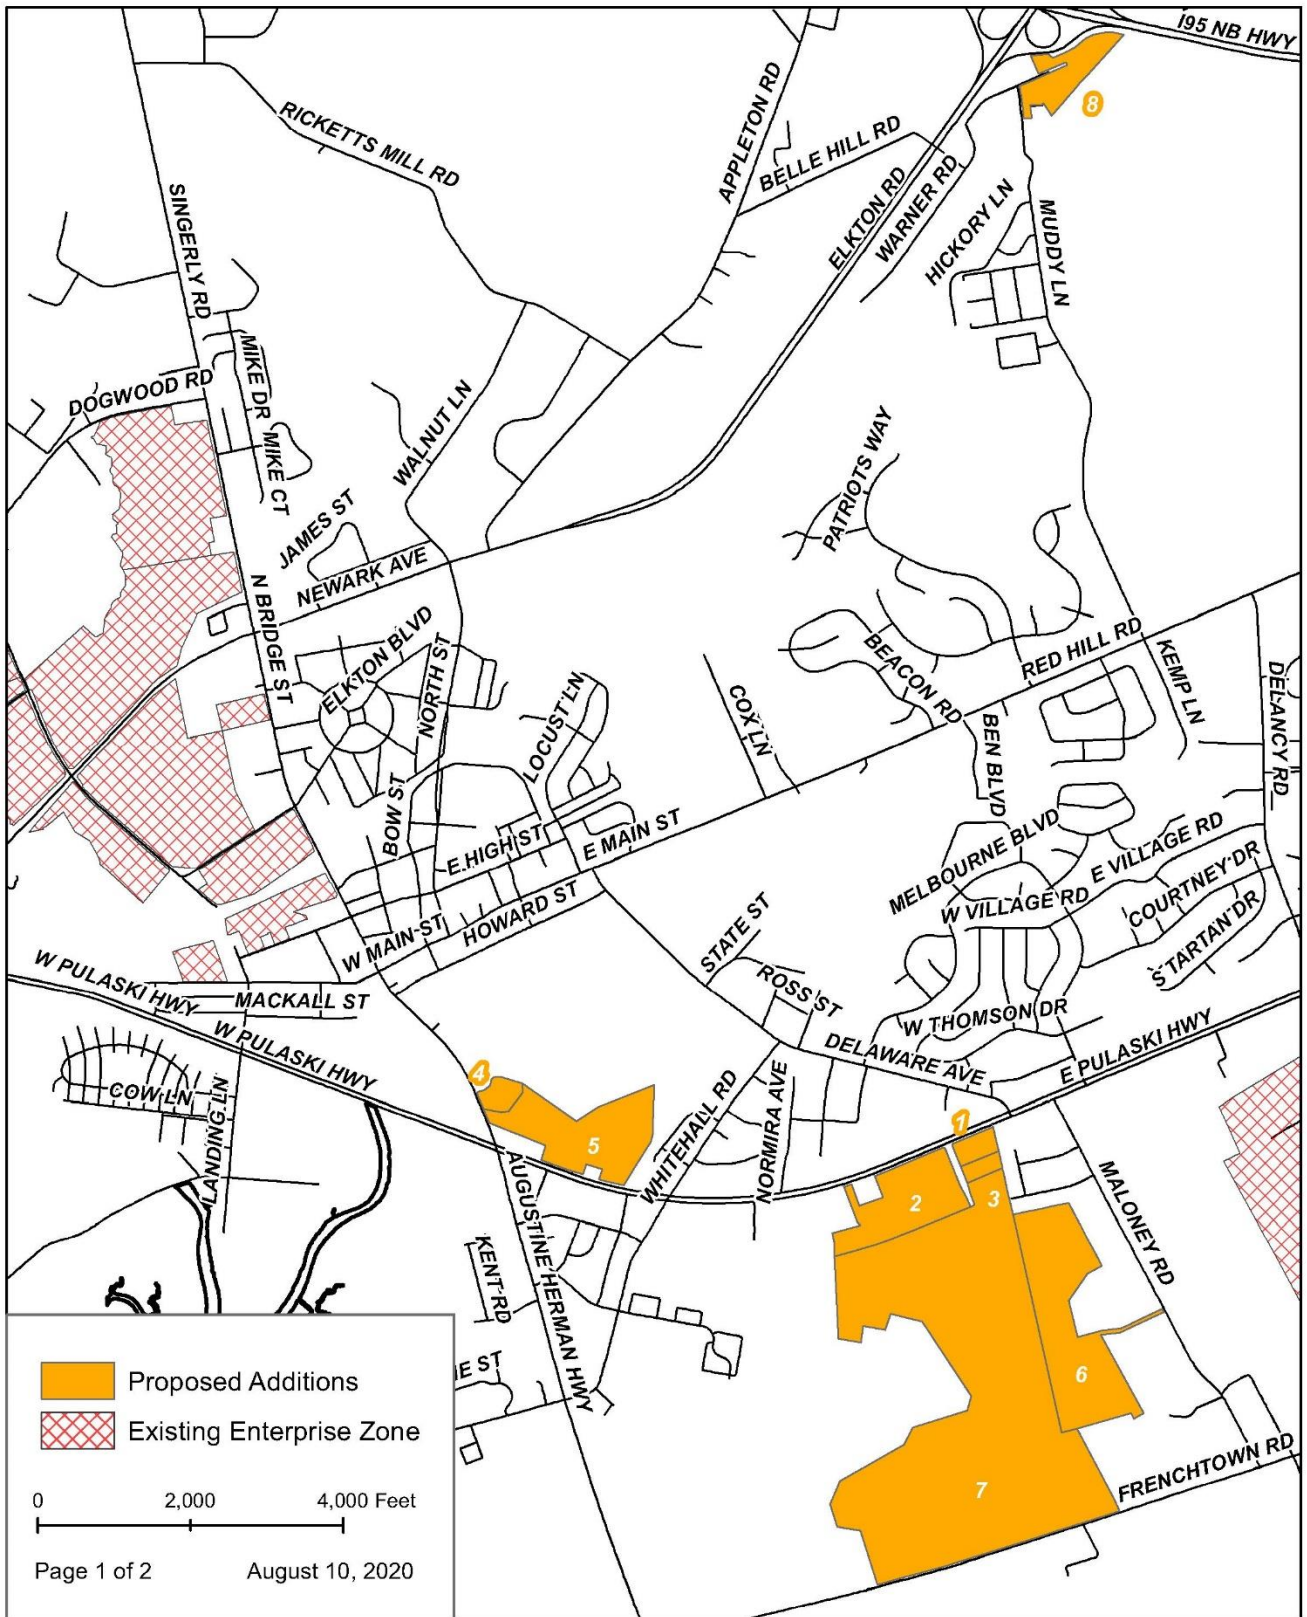 I95 NB HWY
RICKETTS MILL RD
APPLETON RD
BELLE HILL RD
8
SINGERLY RD
ELKTON RD
WARNER RD
HICKORY LN
MUDDY LN
MIKE DR
DOGWOOD RD
WALNUT LN
MIKE CT
PATRIOTS WAY
JAMES ST
NEWARK AVE
N BRIDGE ST
ELKTON BLVD
NORTH ST
LOCUST LN
COX LN
BEACON RD
RED HILL RD
KEMP LN
DELANCY RD
BEN BLVD
BOW ST
E HIGH ST
E MAIN ST
MELBOURNE BLVD
E VILLAGE RD
W VILLAGE RD
COURTNEY DR
S TARTAN DR
W MAIN ST
HOWARD ST
STATE ST
ROSS ST
W PULASKI HWY
MACKALL ST
W PULASKI HWY
W THOMSON DR
DELAWARE AVE
E PULASKI HWY
COW LN
LANDING LN
4
5
WHITEHALL RD
NORMIRA AVE
1
2
3
MALONEY RD
AUGUSTINE HERMAN HWY
KENT RD
6
7
FRENCHTOWN RD
Proposed Additions
Existing Enterprise Zone
0 2,000 4,000 Feet
Page 1 of 2 August 10, 2020